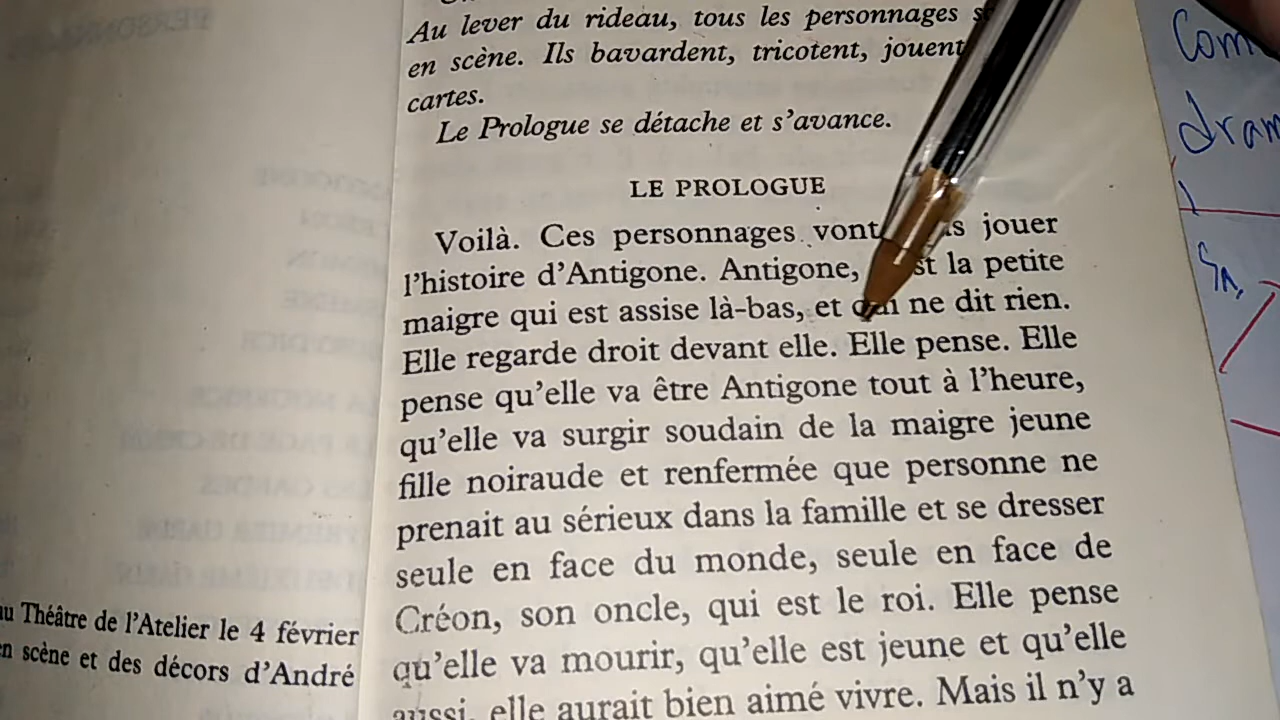 Au lever du rideau, tous les personnages
en scène. Ils bavardent, tricotent, jouent
cartes.
Le Prologue se détache et s'avance.
LE PROLOGUE
Voilà. Ces personnages vont jouer
l'histoire d'Antigone. Antigone, la petite
maigre qui est assise là-bas, et qui ne dit rien.
Elle regarde droit devant elle. Elle pense. Elle
pense qu'elle va être Antigone tout à l'heure,
qu'elle va surgir soudain de la maigre jeune
fille noiraude et renfermée que personne ne
prenait au sérieux dans la famille et se dresser
seule en face du monde, seule en face de
Créon, son oncle, qui est le roi. Elle pense
qu'elle va mourir, qu'elle est jeune et qu'elle
aussi, elle aurait bien aimé vivre. Mais il n'y a
au Théâtre de l'Atelier le 4 février
en scène et des décors d'André
Com
dram